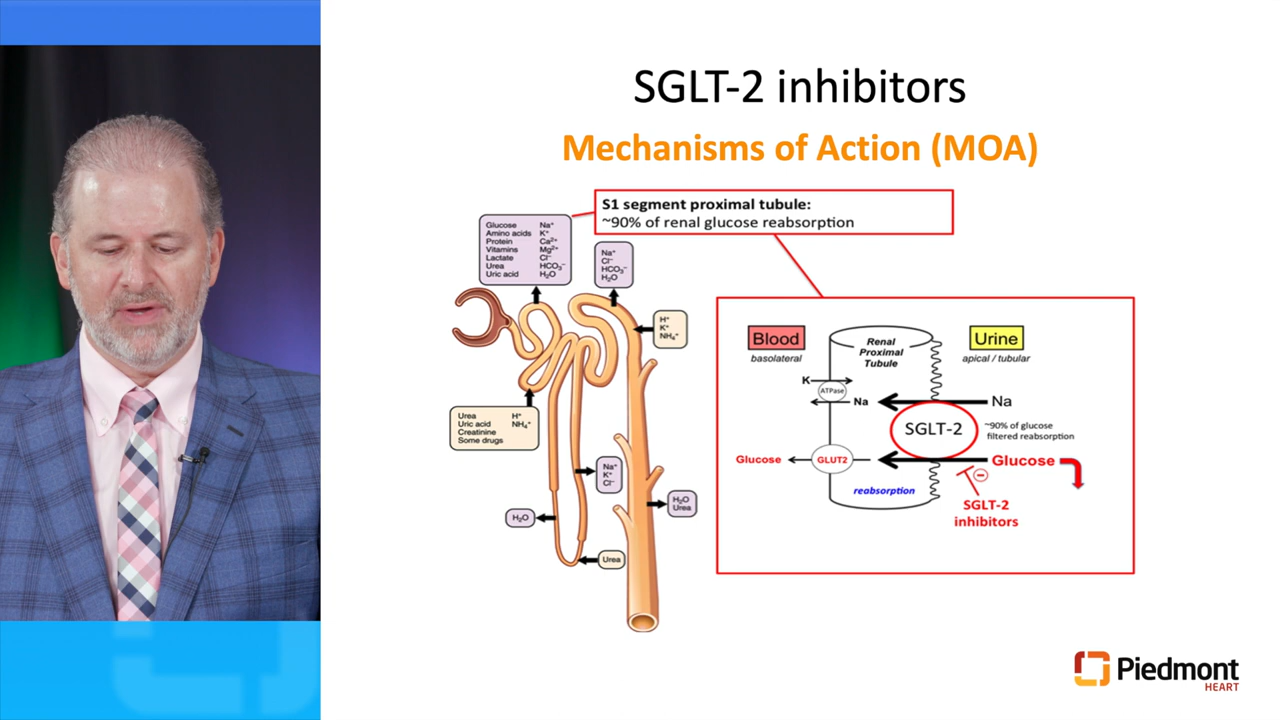 SGLT-2 inhibitors
Mechanisms of Action (MOA)
S1 segment proximal tubule:
~90% of renal glucose reabsorption
Glucose Na⁺
Amino acids K⁺
Protein Ca²⁺
Vitamins Mg²⁺
Lactate Cl⁻
Urea HCO₃⁻
Uric acid H₂O
Na⁺
Cl⁻
HCO₃⁻
H₂O
H⁺
K⁺
NH₄⁺
Urea H⁺
Uric acid NH₄⁺
Creatinine
Some drugs
Na⁺
K⁺
Cl⁻
H₂O
Urea
H₂O
Urea
Blood
basolateral
Renal
Proximal
Tubule
Urine
apical / tubular
K
ATPase
Na
Na
SGLT-2
~90% of glucose
filtered reabsorption
Glucose
GLUT2
Glucose
reabsorption
SGLT-2
inhibitors
Piedmont
HEART